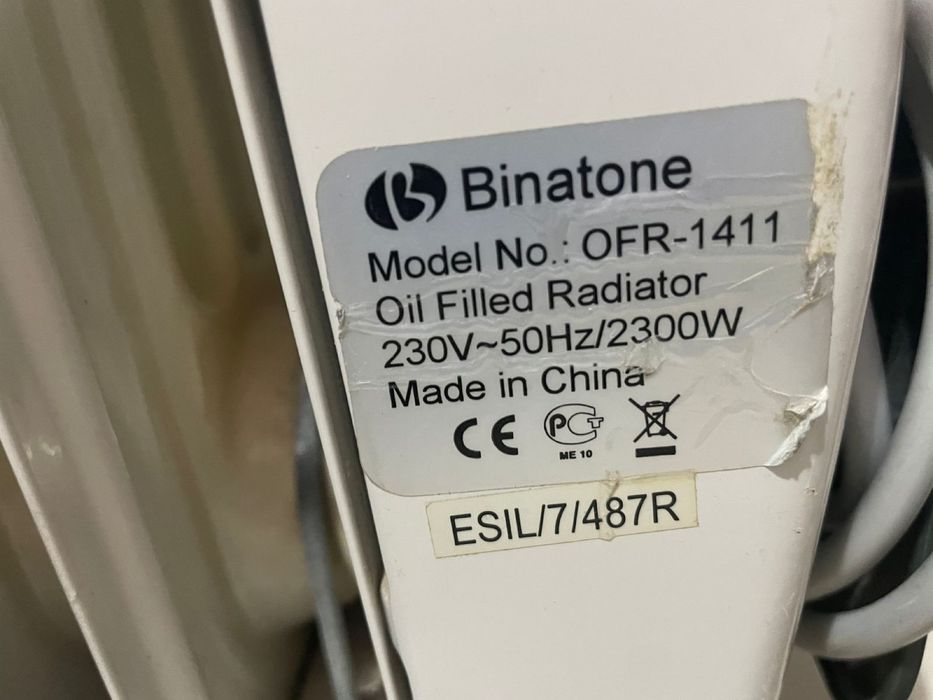 Binatone
Model No.: OFR-1411
Oil Filled Radiator
230V~50Hz/2300W
Made in China
CE PCT
ME 10
ESIL/7/487R